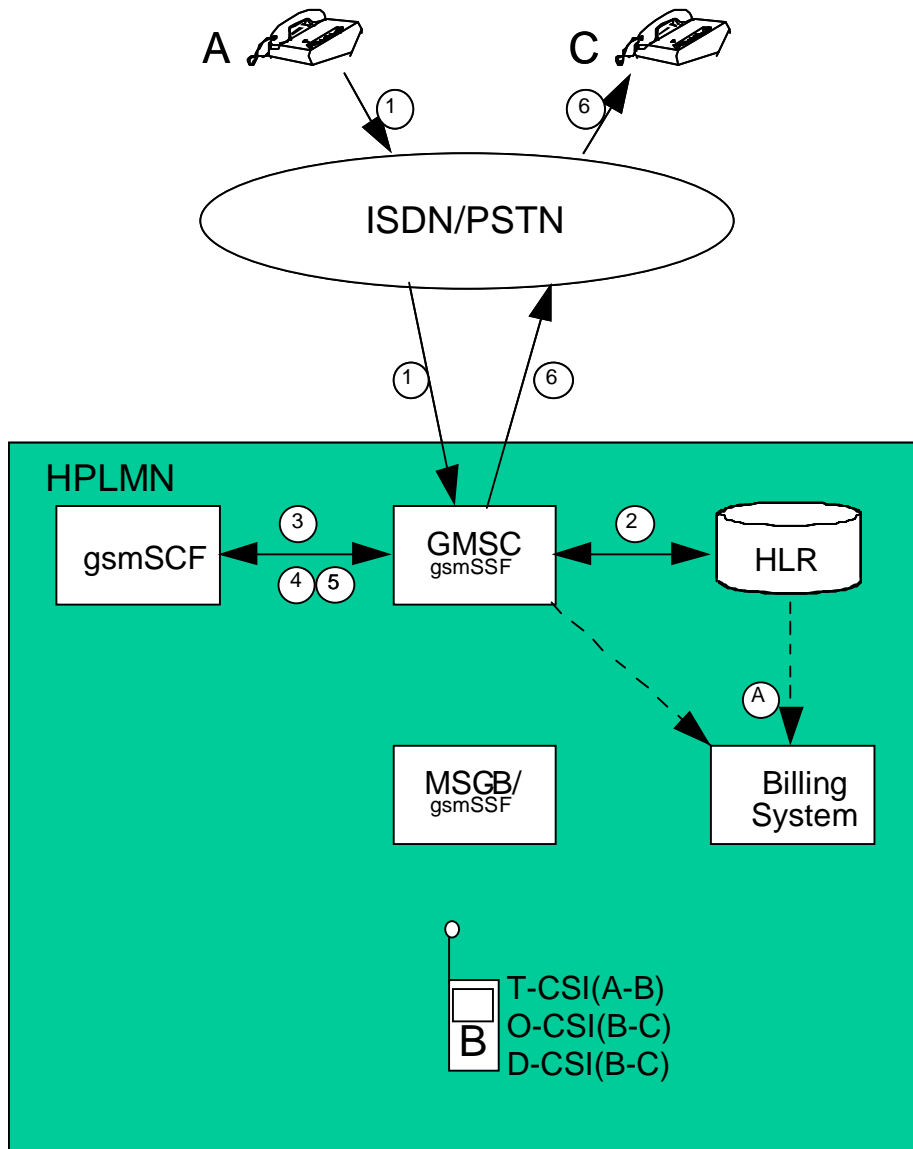 A
C
1
6
ISDN/PSTN
1
6
HPLMN
gsmSCF
3
4
5
GMSC
gsmSSF
2
HLR
A
MSCB/
gsmSSF
Billing
System
B
T-CSI(A-B)
O-CSI(B-C)
D-CSI(B-C)